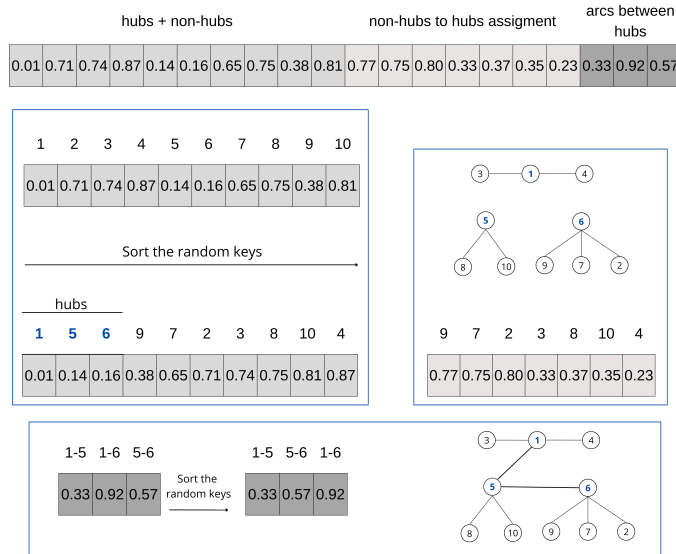 hubs + non-hubs
non-hubs to hubs assigment
arcs between
hubs
0.01 0.71 0.74 0.87 0.14 0.16 0.65 0.75 0.38 0.81 0.77 0.75 0.80 0.33 0.37 0.35 0.23 0.33 0.92 0.57
1 2 3 4 5 6 7 8 9 10
0.01 0.71 0.74 0.87 0.14 0.16 0.65 0.75 0.38 0.81
Sort the random keys
hubs
1 5 6 9 7 2 3 8 10 4
0.01 0.14 0.16 0.38 0.65 0.71 0.74 0.75 0.81 0.87
3 1 4
5 6
8 10 9 7 2
9 7 2 3 8 10 4
0.77 0.75 0.80 0.33 0.37 0.35 0.23
1-5 1-6 5-6
0.33 0.92 0.57
Sort the
random keys
1-5 5-6 1-6
0.33 0.57 0.92
3 1 4
5 6
8 10 9 7 2